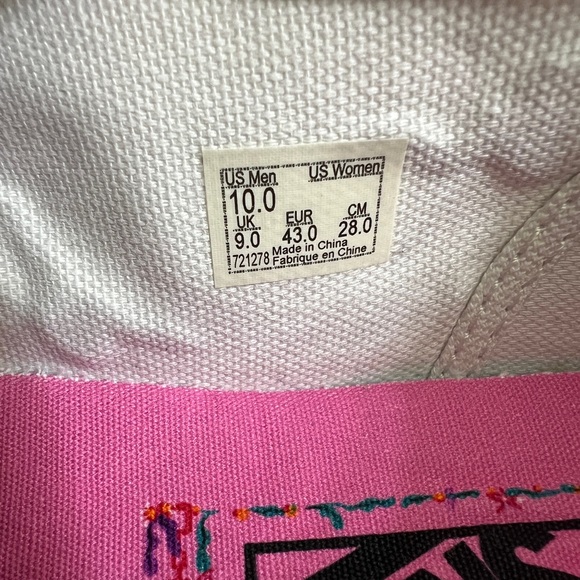 US Men US Women
10.0
UK EUR CM
9.0 43.0 28.0
721278 Made in China
Fabrique en Chine